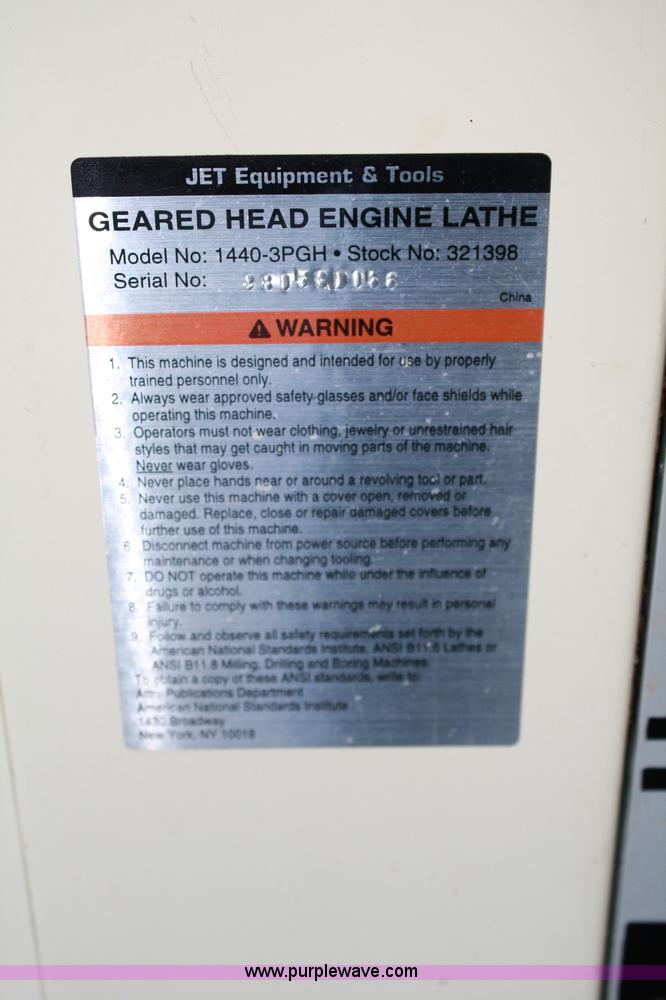 JET Equipment & Tools
GEARED HEAD ENGINE LATHE
Model No: 1440-3PGH • Stock No: 321398
Serial No:
China
⚠ WARNING
1. This machine is designed and intended for use by properly
trained personnel only.
2. Always wear approved safety glasses and/or face shields while
operating this machine.
3. Operators must not wear clothing, jewelry or unrestrained hair
styles that may get caught in moving parts of the machine.
Never wear gloves.
4. Never place hands near or around a revolving tool or part.
5. Never use this machine with a cover open, removed or
damaged. Replace, close or repair damaged covers before
further use of this machine.
6. Disconnect machine from power source before performing any
maintenance or when changing tooling.
7. DO NOT operate this machine while under the influence of
drugs or alcohol.
8. Failure to comply with these warnings may result in personal
injury.
9. Follow and observe all safety requirements set forth by the
American National Standards Institute, ANSI B11.6 Lathes or
ANSI B11.8 Milling, Drilling and Boring Machines.
To obtain a copy of these ANSI standards, write to:
Attn: Publications Department
American National Standards Institute
1430 Broadway
New York, NY 10018
www.purplewave.com